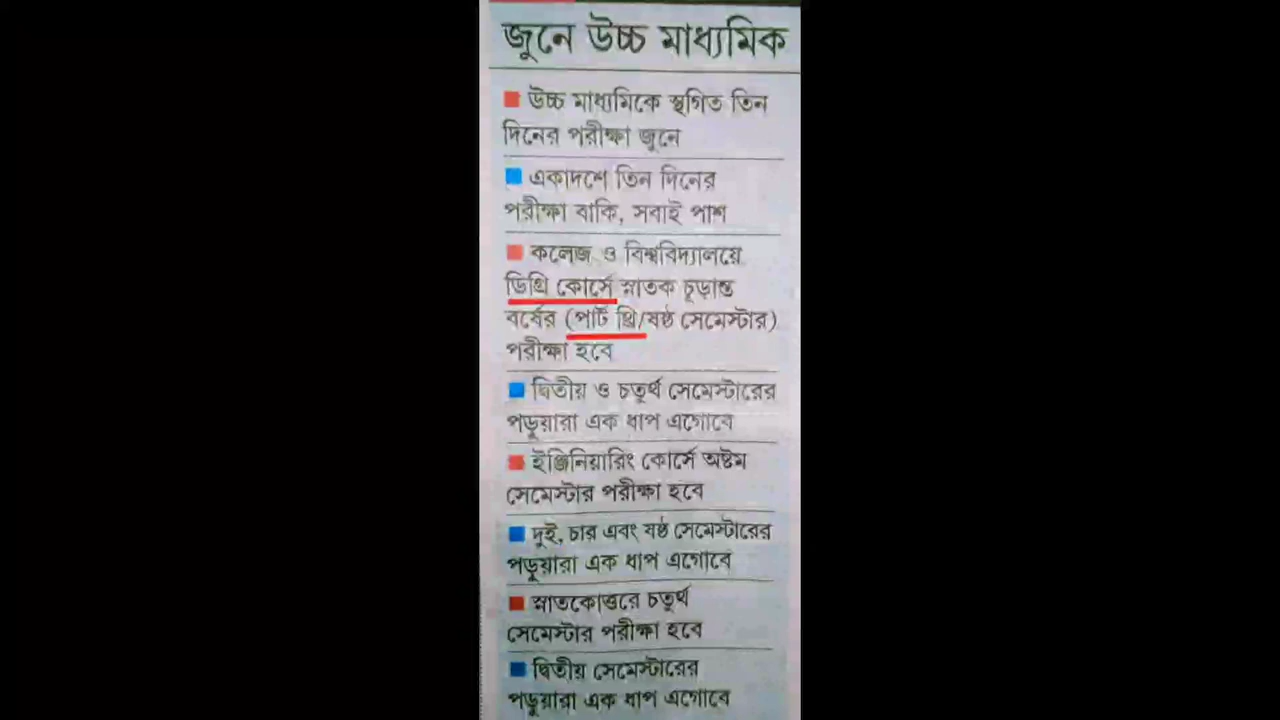 জুনে উচ্চ মাধ্যমিক
উচ্চ মাধ্যমিকে স্থগিত তিন
দিনের পরীক্ষা জুনে
একাদশে তিন দিনের
পরীক্ষা বাকি, সবাই পাশ
কলেজ ও বিশ্ববিদ্যালয়ে
ডিগ্রি কোর্সে স্নাতক চূড়ান্ত
বর্ষের (পার্ট থ্রি/ষষ্ঠ সেমেস্টার)
পরীক্ষা হবে
দ্বিতীয় ও চতুর্থ সেমেস্টারের
পড়ুয়ারা এক ধাপ এগোবে
ইঞ্জিনিয়ারিং কোর্সে অষ্টম
সেমেস্টার পরীক্ষা হবে
দুই, চার এবং ষষ্ঠ সেমেস্টারের
পড়ুয়ারা এক ধাপ এগোবে
স্নাতকোত্তরে চতুর্থ
সেমেস্টার পরীক্ষা হবে
দ্বিতীয় সেমেস্টারের
পড়ুয়ারা এক ধাপ এগোবে